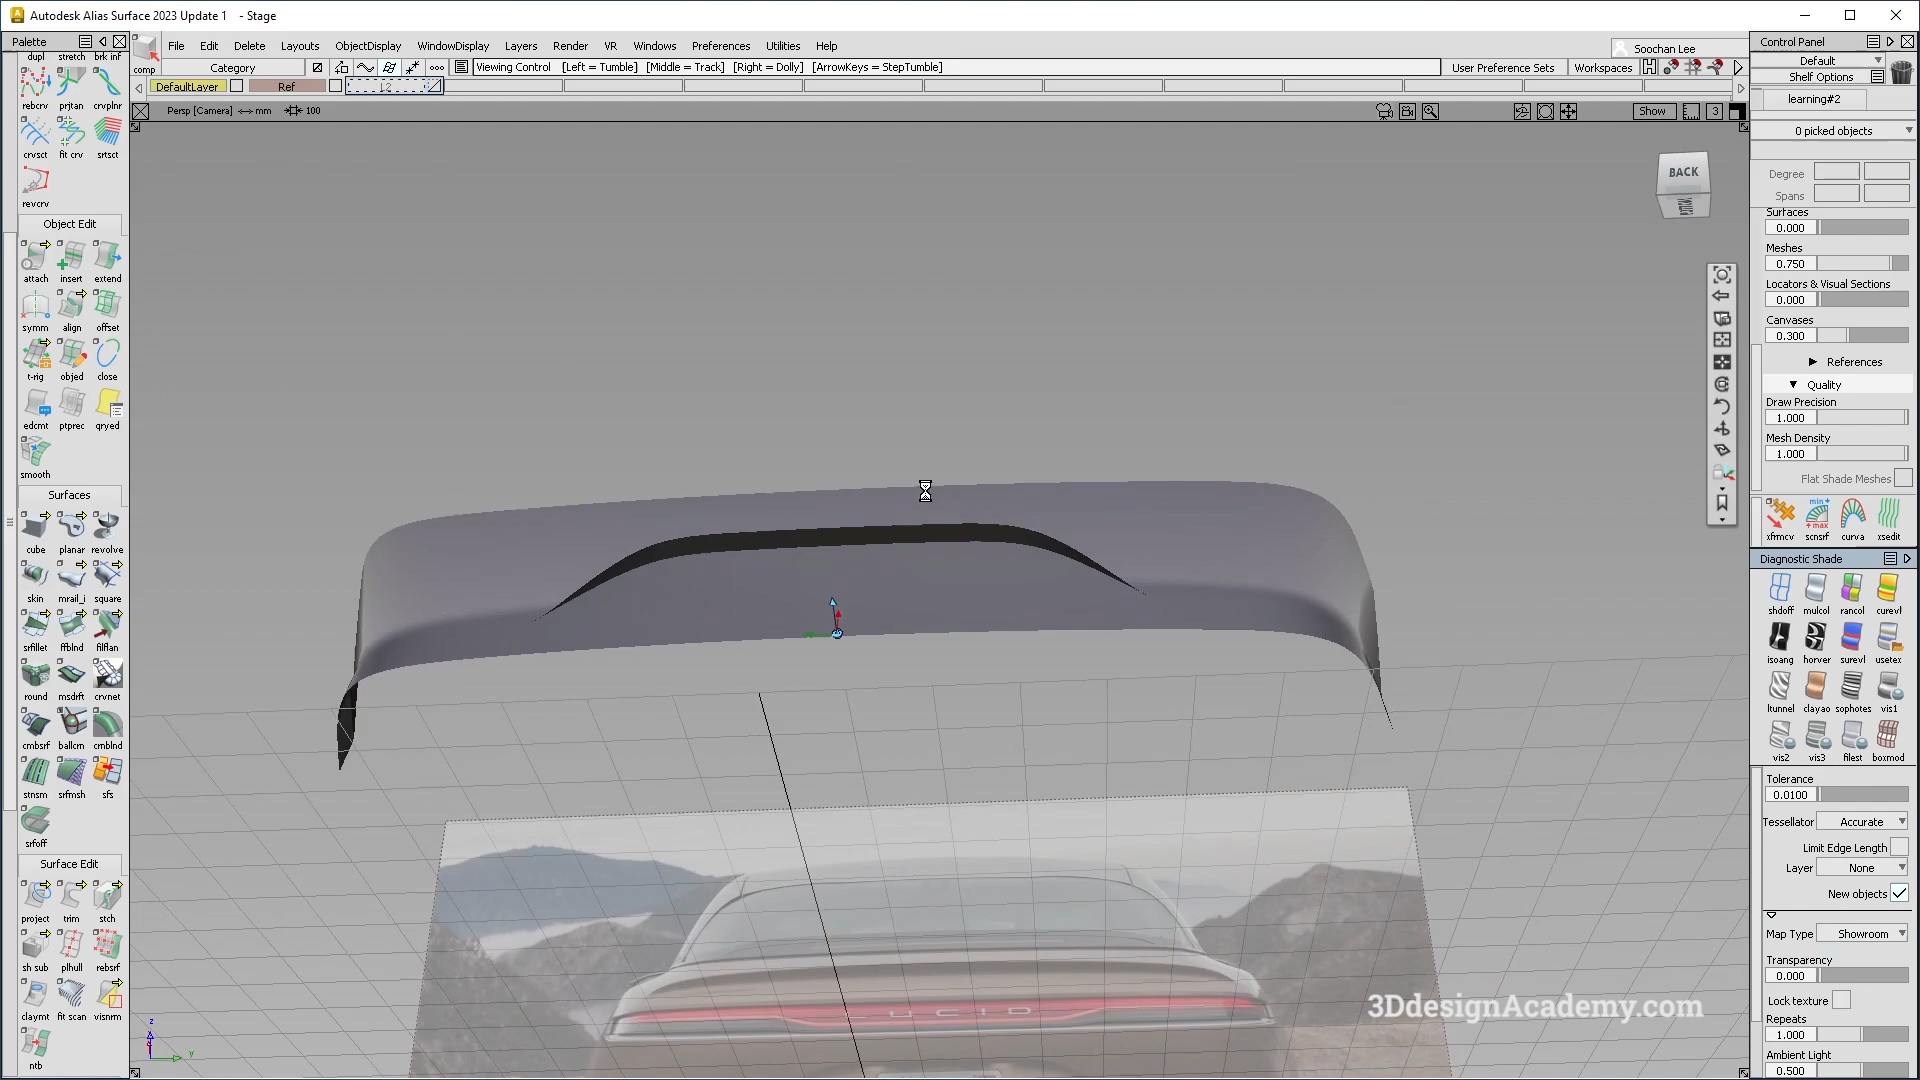 Autodesk Alias Surface 2023 Update 1 - Stage
Palette
File Edit Delete Layouts ObjectDisplay WindowDisplay Layers Render VR Windows Preferences Utilities Help
Soochan Lee
comp
Category
Viewing Control [Left = Tumble] [Middle = Track] [Right = Dolly] [ArrowKeys = StepTumble]
User Preference Sets
Workspaces
DefaultLayer
Ref
L2
Persp [Camera] mm 100
Show
3
BACK
dupl stretch brk inf
rebcrv prjtan crvplnr
crvsct fit crv srtsct
revcrv
Object Edit
attach insert extend
symm align offset
t-rig objed close
edcmt ptprec qryed
smooth
Surfaces
cube planar revolve
skin mrail_i square
srfillet ffblnd filflan
round msdrft crvnet
cmbsrf ballcrn cmblnd
stnsm srfmsh sfs
srfoff
Surface Edit
project trim stch
sh sub plhull rebsrf
claymt fit scan visnrm
ntb
z
y
LUCID
3DdesignAcademy.com
Control Panel
Default
Shelf Options
learning#2
0 picked objects
Degree
Spans
Surfaces
0.000
Meshes
0.750
Locators & Visual Sections
0.000
Canvases
0.300
References
Quality
Draw Precision
1.000
Mesh Density
1.000
Flat Shade Meshes
xfrmcv scnsrf curva xsedit
Diagnostic Shade
shdoff mulcol rancol curevl
isoang horver surevl usetex
ltunnel clayao sophotes vis1
vis2 vis3 filest boxmod
Tolerance
0.0100
Tessellator Accurate
Limit Edge Length
Layer None
New objects
Map Type Showroom
Transparency
0.000
Lock texture
Repeats
1.000
Ambient Light
0.500